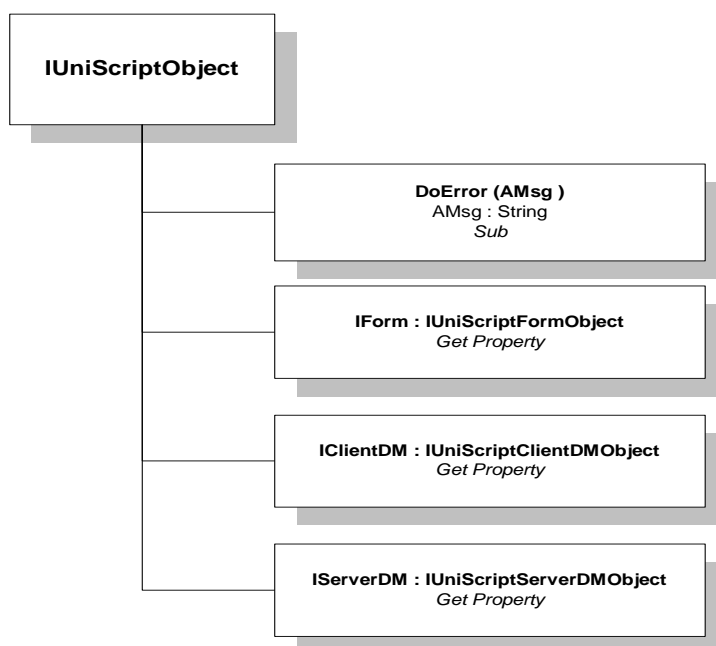 IUniScriptObject
DoError (AMsg )
AMsg : String
Sub
IForm : IUniScriptFormObject
Get Property
IClientDM : IUniScriptClientDMObject
Get Property
IServerDM : IUniScriptServerDMObject
Get Property